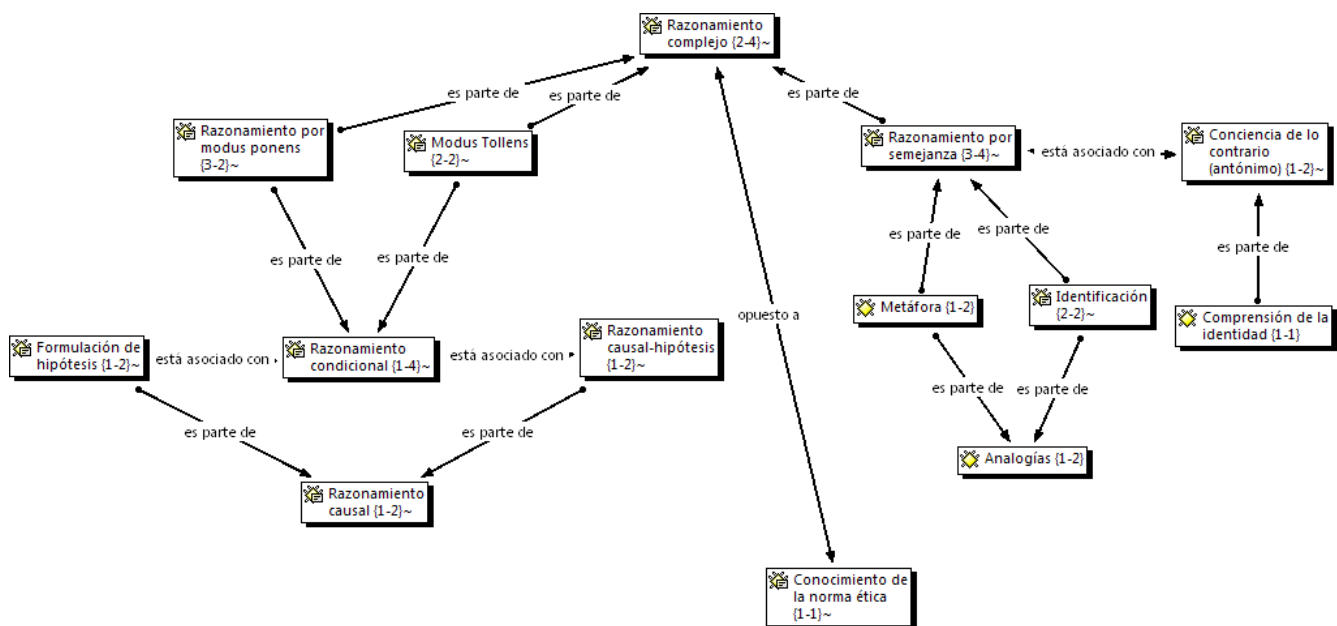 Razonamiento
complejo {2-4}~
es parte de
es parte de
es parte de
Razonamiento por
modus ponens
{3-2}~
Modus Tollens
{2-2}~
Razonamiento por
semejanza {3-4}~
está asociado con
Conciencia de lo
contrario
(antónimo) {1-2}~
es parte de
es parte de
es parte de
es parte de
es parte de
opuesto a
Metáfora {1-2}
Identificación
{2-2}~
Comprensión de la
identidad {1-1}
Formulación de
hipótesis {1-2}~
está asociado con
Razonamiento
condicional {1-4}~
está asociado con
Razonamiento
causal-hipótesis
{1-2}~
es parte de
es parte de
es parte de
es parte de
Analogías {1-2}
Razonamiento
causal {1-2}~
Conocimiento de
la norma ética
{1-1}~